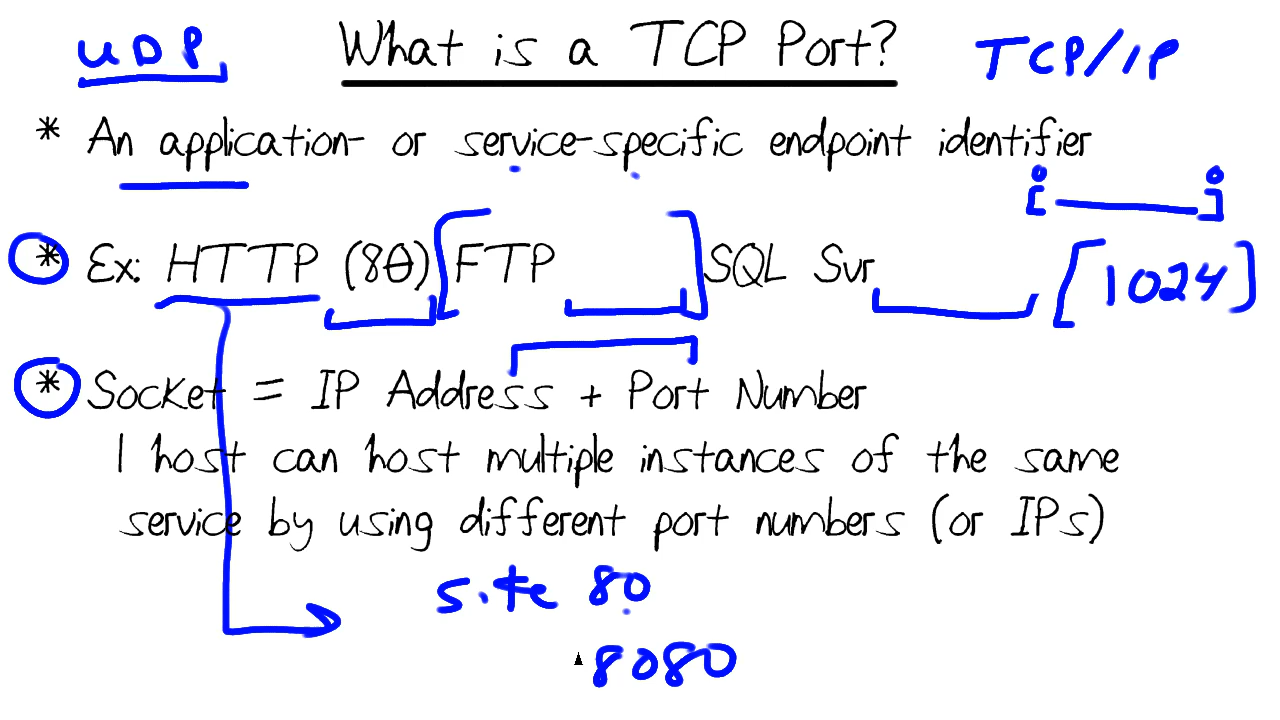 UDP What is a TCP Port? TCP/IP
* An application- or service-specific endpoint identifier
* Ex: HTTP (80) FTP SQL Svr [1024]
* Socket = IP Address + Port Number
1 host can host multiple instances of the same
service by using different port numbers (or IPs)
site 80
8080